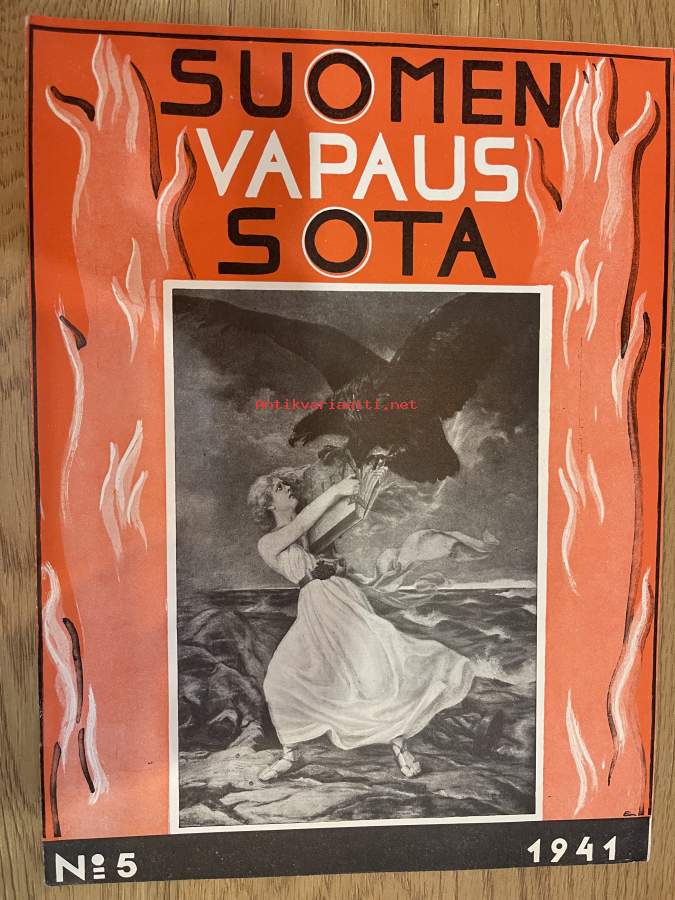 SUOMEN
VAPAUS
SOTA
Antikvariaatti.net
№ 5 1941